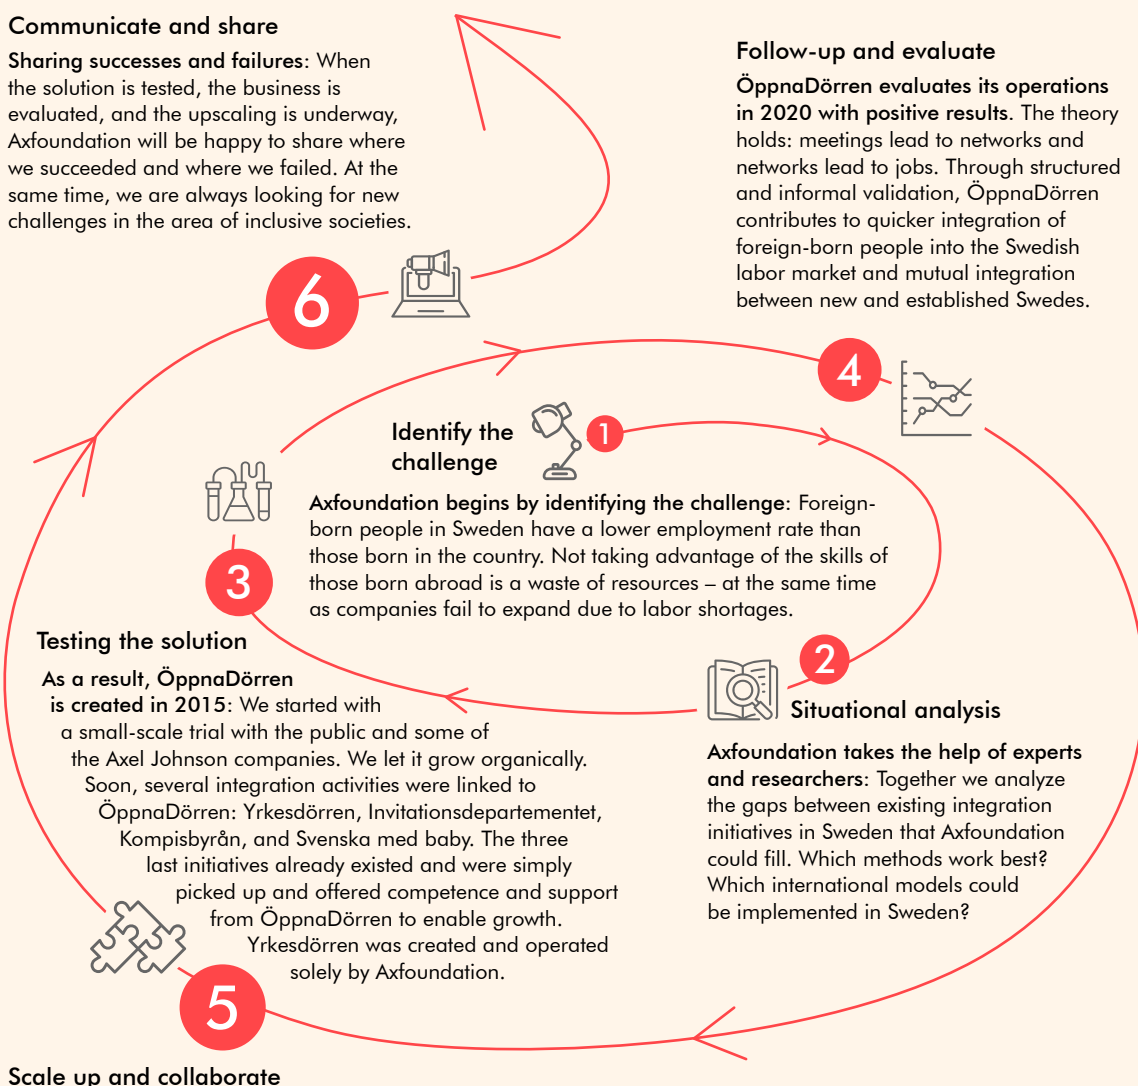 Communicate and share
Sharing successes and failures: When
the solution is tested, the business is
evaluated, and the upscaling is underway,
Axfoundation will be happy to share where
we succeeded and where we failed. At the
same time, we are always looking for new
challenges in the area of inclusive societies.
Follow-up and evaluate
ÖppnaDörren evaluates its operations
in 2020 with positive results. The theory
holds: meetings lead to networks and
networks lead to jobs. Through structured
and informal validation, ÖppnaDörren
contributes to quicker integration of
foreign-born people into the Swedish
labor market and mutual integration
between new and established Swedes.
6
4
Identify the
challenge
1
Axfoundation begins by identifying the challenge: Foreign-
born people in Sweden have a lower employment rate than
those born in the country. Not taking advantage of the skills of
those born abroad is a waste of resources – at the same time
as companies fail to expand due to labor shortages.
3
Testing the solution
As a result, ÖppnaDörren
is created in 2015: We started with
a small-scale trial with the public and some of
the Axel Johnson companies. We let it grow organically.
Soon, several integration activities were linked to
ÖppnaDörren: Yrkesdörren, Invitationsdepartementet,
Kompisbyrån, and Svenska med baby. The three
last initiatives already existed and were simply
picked up and offered competence and support
from ÖppnaDörren to enable growth.
Yrkesdörren was created and operated
solely by Axfoundation.
2
Situational analysis
Axfoundation takes the help of experts
and researchers: Together we analyze
the gaps between existing integration
initiatives in Sweden that Axfoundation
could fill. Which methods work best?
Which international models could
be implemented in Sweden?
5
Scale up and collaborate